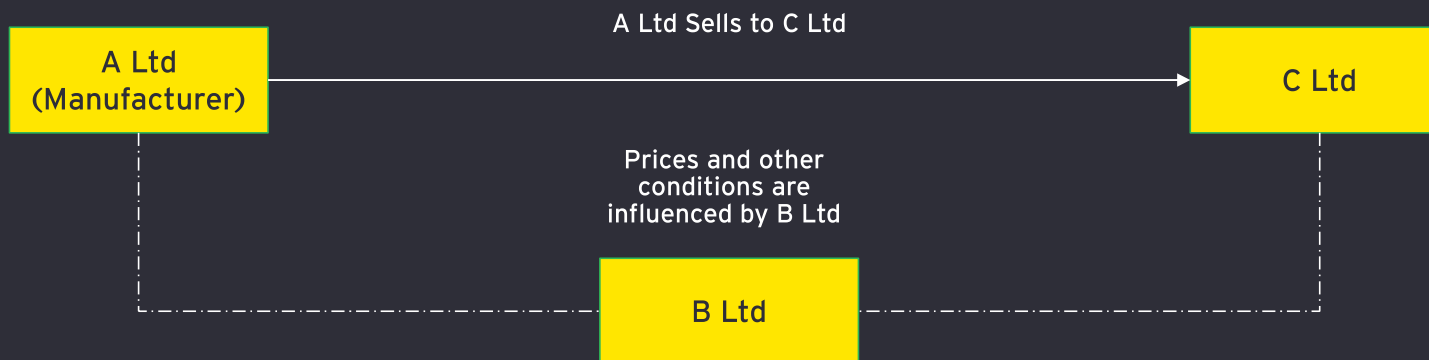 A Ltd Sells to C Ltd
A Ltd
(Manufacturer)
C Ltd
Prices and other
conditions are
influenced by B Ltd
B Ltd